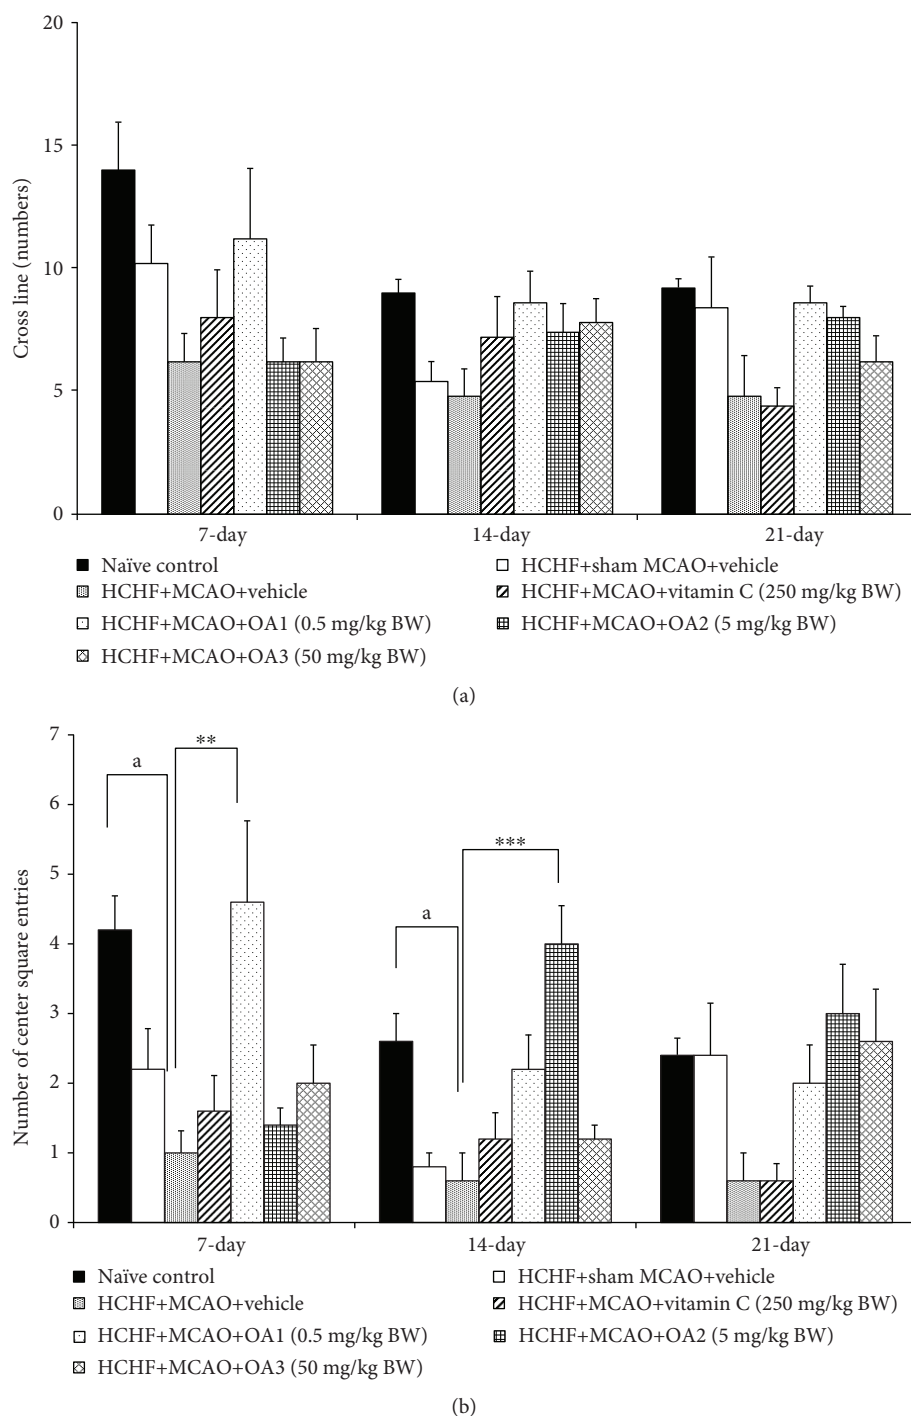 20
15
10
5
0
Cross line (numbers)
7-day
14-day
21-day
Naïve control
HCHF+sham MCAO+vehicle
HCHF+MCAO+vehicle
HCHF+MCAO+vitamin C (250 mg/kg BW)
HCHF+MCAO+OA1 (0.5 mg/kg BW)
HCHF+MCAO+OA2 (5 mg/kg BW)
HCHF+MCAO+OA3 (50 mg/kg BW)
(a)
7
6
5
4
3
2
1
0
Number of center square entries
a
**
a
***
7-day
14-day
21-day
Naïve control
HCHF+sham MCAO+vehicle
HCHF+MCAO+vehicle
HCHF+MCAO+vitamin C (250 mg/kg BW)
HCHF+MCAO+OA1 (0.5 mg/kg BW)
HCHF+MCAO+OA2 (5 mg/kg BW)
HCHF+MCAO+OA3 (50 mg/kg BW)
(b)